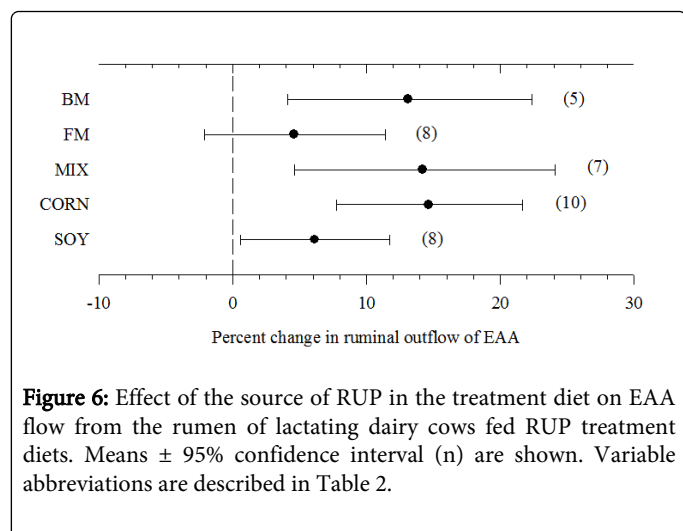 BM
(5)
FM
(8)
MIX
(7)
CORN
(10)
SOY
(8)
-10 0 10 20 30
Percent change in ruminal outflow of EAA
Figure 6: Effect of the source of RUP in the treatment diet on EAA
flow from the rumen of lactating dairy cows fed RUP treatment
diets. Means ± 95% confidence interval (n) are shown. Variable
abbreviations are described in Table 2.